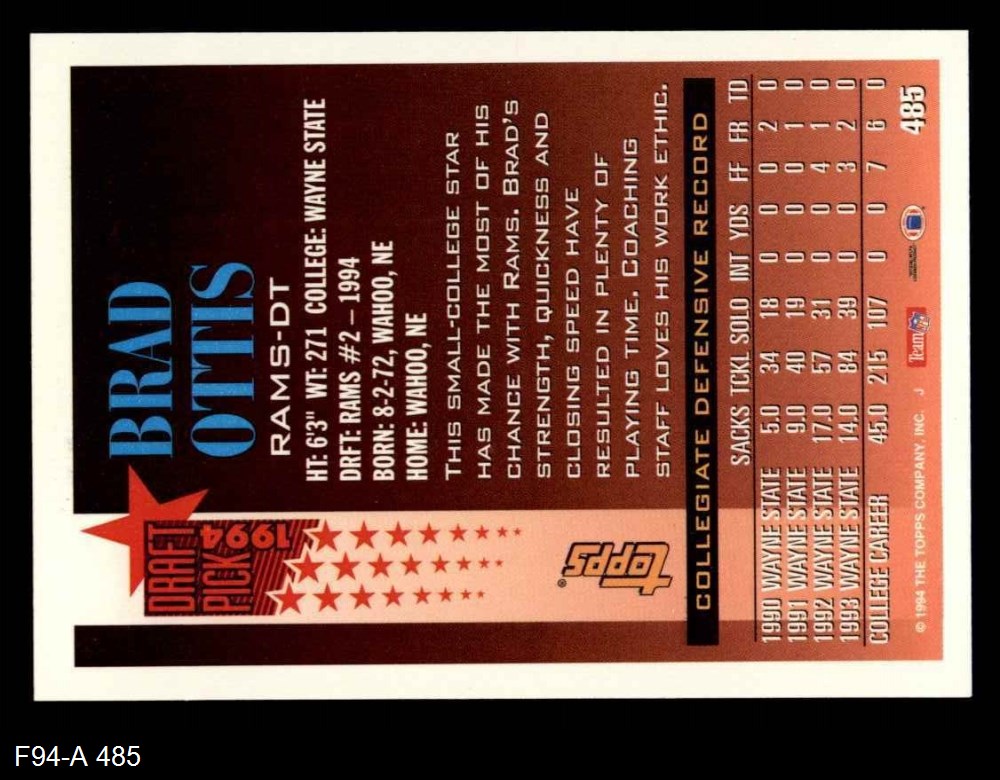 DRAFT
PICK
1994
BRAD
OTTIS
RAMS-DT
HT: 6'3" WT: 271 COLLEGE: WAYNE STATE
DRFT: RAMS #2 – 1994
BORN: 8-2-72, WAHOO, NE
HOME: WAHOO, NE
THIS SMALL-COLLEGE STAR
HAS MADE THE MOST OF HIS
CHANCE WITH RAMS. BRAD'S
STRENGTH, QUICKNESS AND
CLOSING SPEED HAVE
RESULTED IN PLENTY OF
PLAYING TIME. COACHING
STAFF LOVES HIS WORK ETHIC.
Topps®
COLLEGIATE DEFENSIVE RECORD
SACKS TCKL SOLO INT YDS FF FR TD
1990 WAYNE STATE 5.0 34 18 0 0 0 2 0
1991 WAYNE STATE 9.0 40 19 0 0 0 1 0
1992 WAYNE STATE 17.0 57 31 0 0 4 1 0
1993 WAYNE STATE 14.0 84 39 0 0 3 2 0
COLLEGE CAREER 45.0 215 107 0 0 7 6 0
© 1994 THE TOPPS COMPANY, INC. J Team NFL
485
F94-A 485